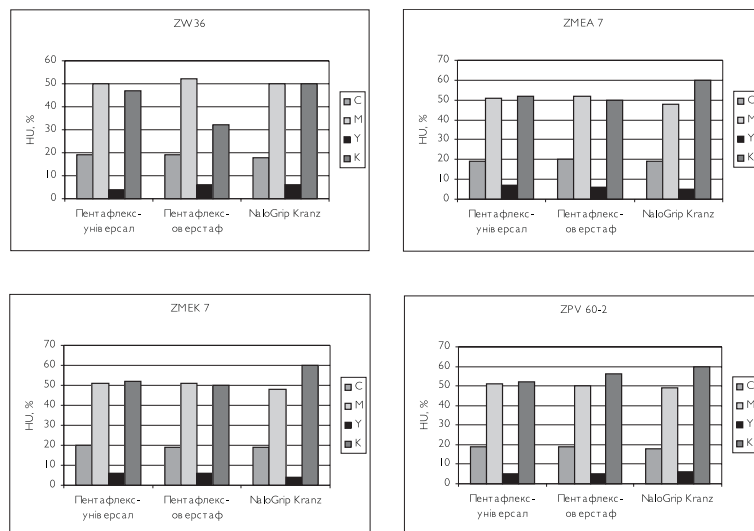 ZW36
60
50
40
30
20
10
0
HU, %
C
M
Y
K
Пентафлекс- Пентафлекс- NaloGrip Kranz
універсал оверстаф
ZMEA 7
70
60
50
40
30
20
10
0
HU, %
C
M
Y
K
Пентафлекс- Пентафлекс- NaloGrip Kranz
універсал оверстаф
ZMEK 7
70
60
50
40
30
20
10
0
HU, %
C
M
Y
K
Пентафлекс- Пентафлекс- NaloGrip Kranz
універсал оверстаф
ZPV 60-2
70
60
50
40
30
20
10
0
HU, %
C
M
Y
K
Пентафлекс- Пентафлекс- NaloGrip Kranz
універсал оверстаф